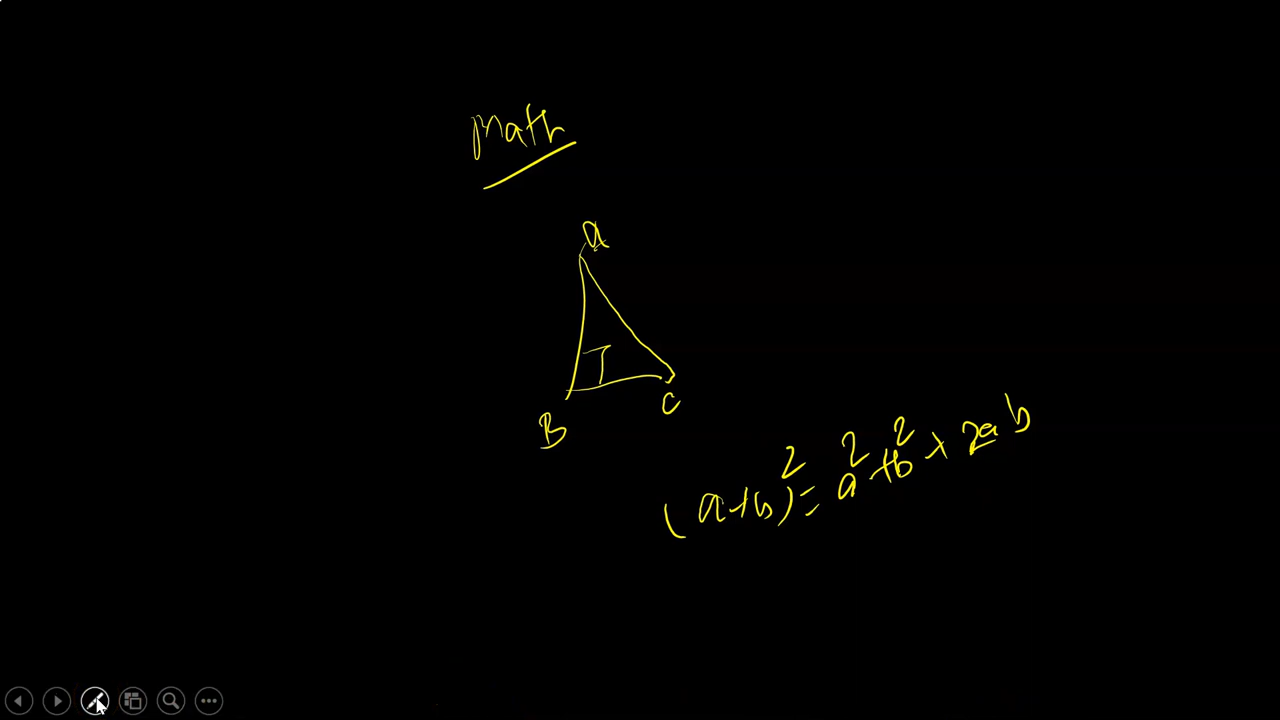 Math
a
B
C
(a+b)² = a²+b² + 2ab